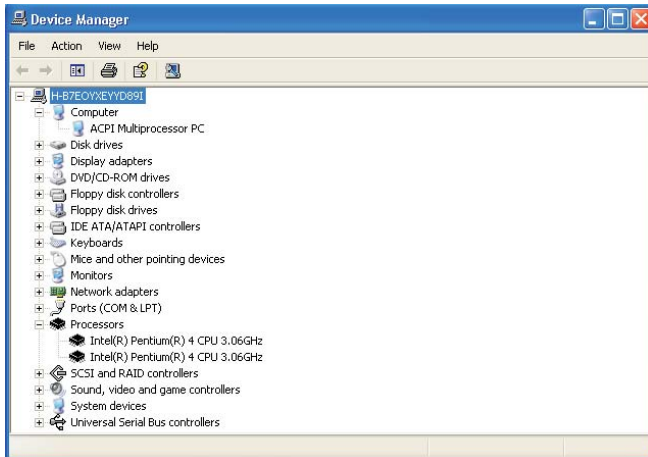 Device Manager
File Action View Help
H-B7EOYXEYYD89I
Computer
ACPI Multiprocessor PC
Disk drives
Display adapters
DVD/CD-ROM drives
Floppy disk controllers
Floppy disk drives
IDE ATA/ATAPI controllers
Keyboards
Mice and other pointing devices
Monitors
Network adapters
Ports (COM & LPT)
Processors
Intel(R) Pentium(R) 4 CPU 3.06GHz
Intel(R) Pentium(R) 4 CPU 3.06GHz
SCSI and RAID controllers
Sound, video and game controllers
System devices
Universal Serial Bus controllers